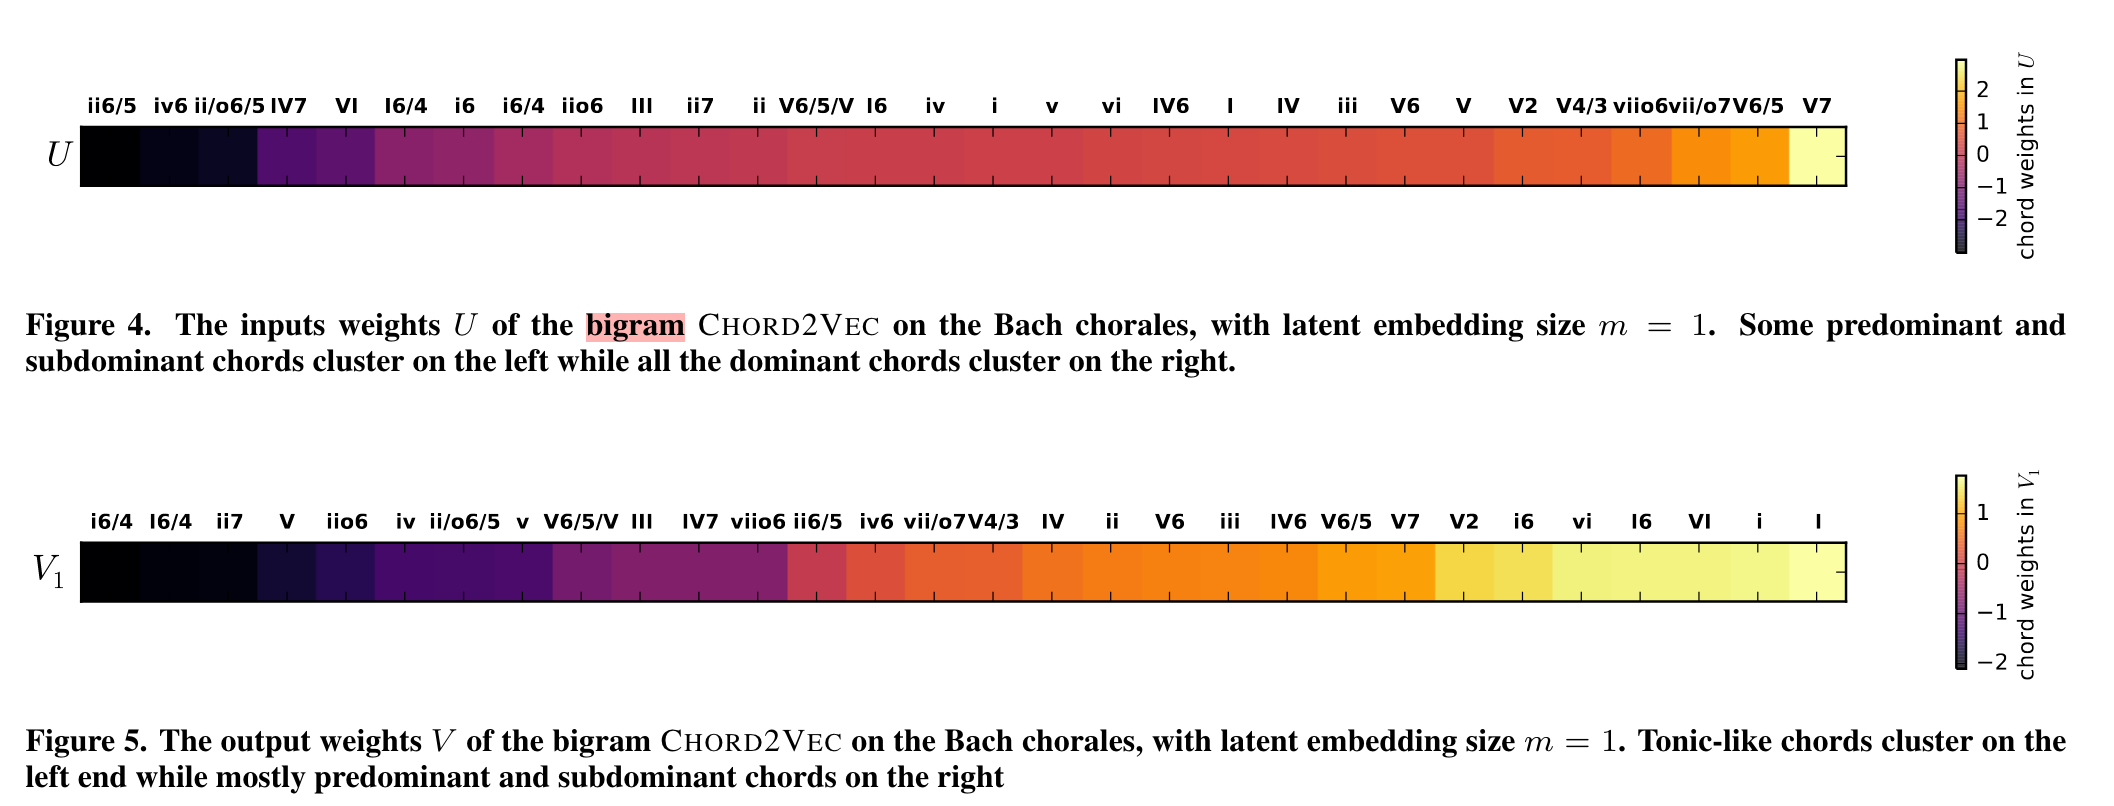 ii6/5 iv6 ii/o6/5 IV7 VI I6/4 i6 i6/4 iio6 III ii7 ii V6/5/V I6 iv i v vi IV6 I IV iii V6 V V2 V4/3 viio6 vii/o7 V6/5 V7
U
2
1
0
−1
−2
chord weights in U
Figure 4. The inputs weights U of the bigram CHORD2VEC on the Bach chorales, with latent embedding size m = 1. Some predominant and
subdominant chords cluster on the left while all the dominant chords cluster on the right.
i6/4 I6/4 ii7 V iio6 iv ii/o6/5 v V6/5/V III IV7 viio6 ii6/5 iv6 vii/o7 V4/3 IV ii V6 iii IV6 V6/5 V7 V2 i6 vi I6 VI i I
V1
1
0
−1
−2
chord weights in V1
Figure 5. The output weights V of the bigram CHORD2VEC on the Bach chorales, with latent embedding size m = 1. Tonic-like chords cluster on the
left end while mostly predominant and subdominant chords on the right